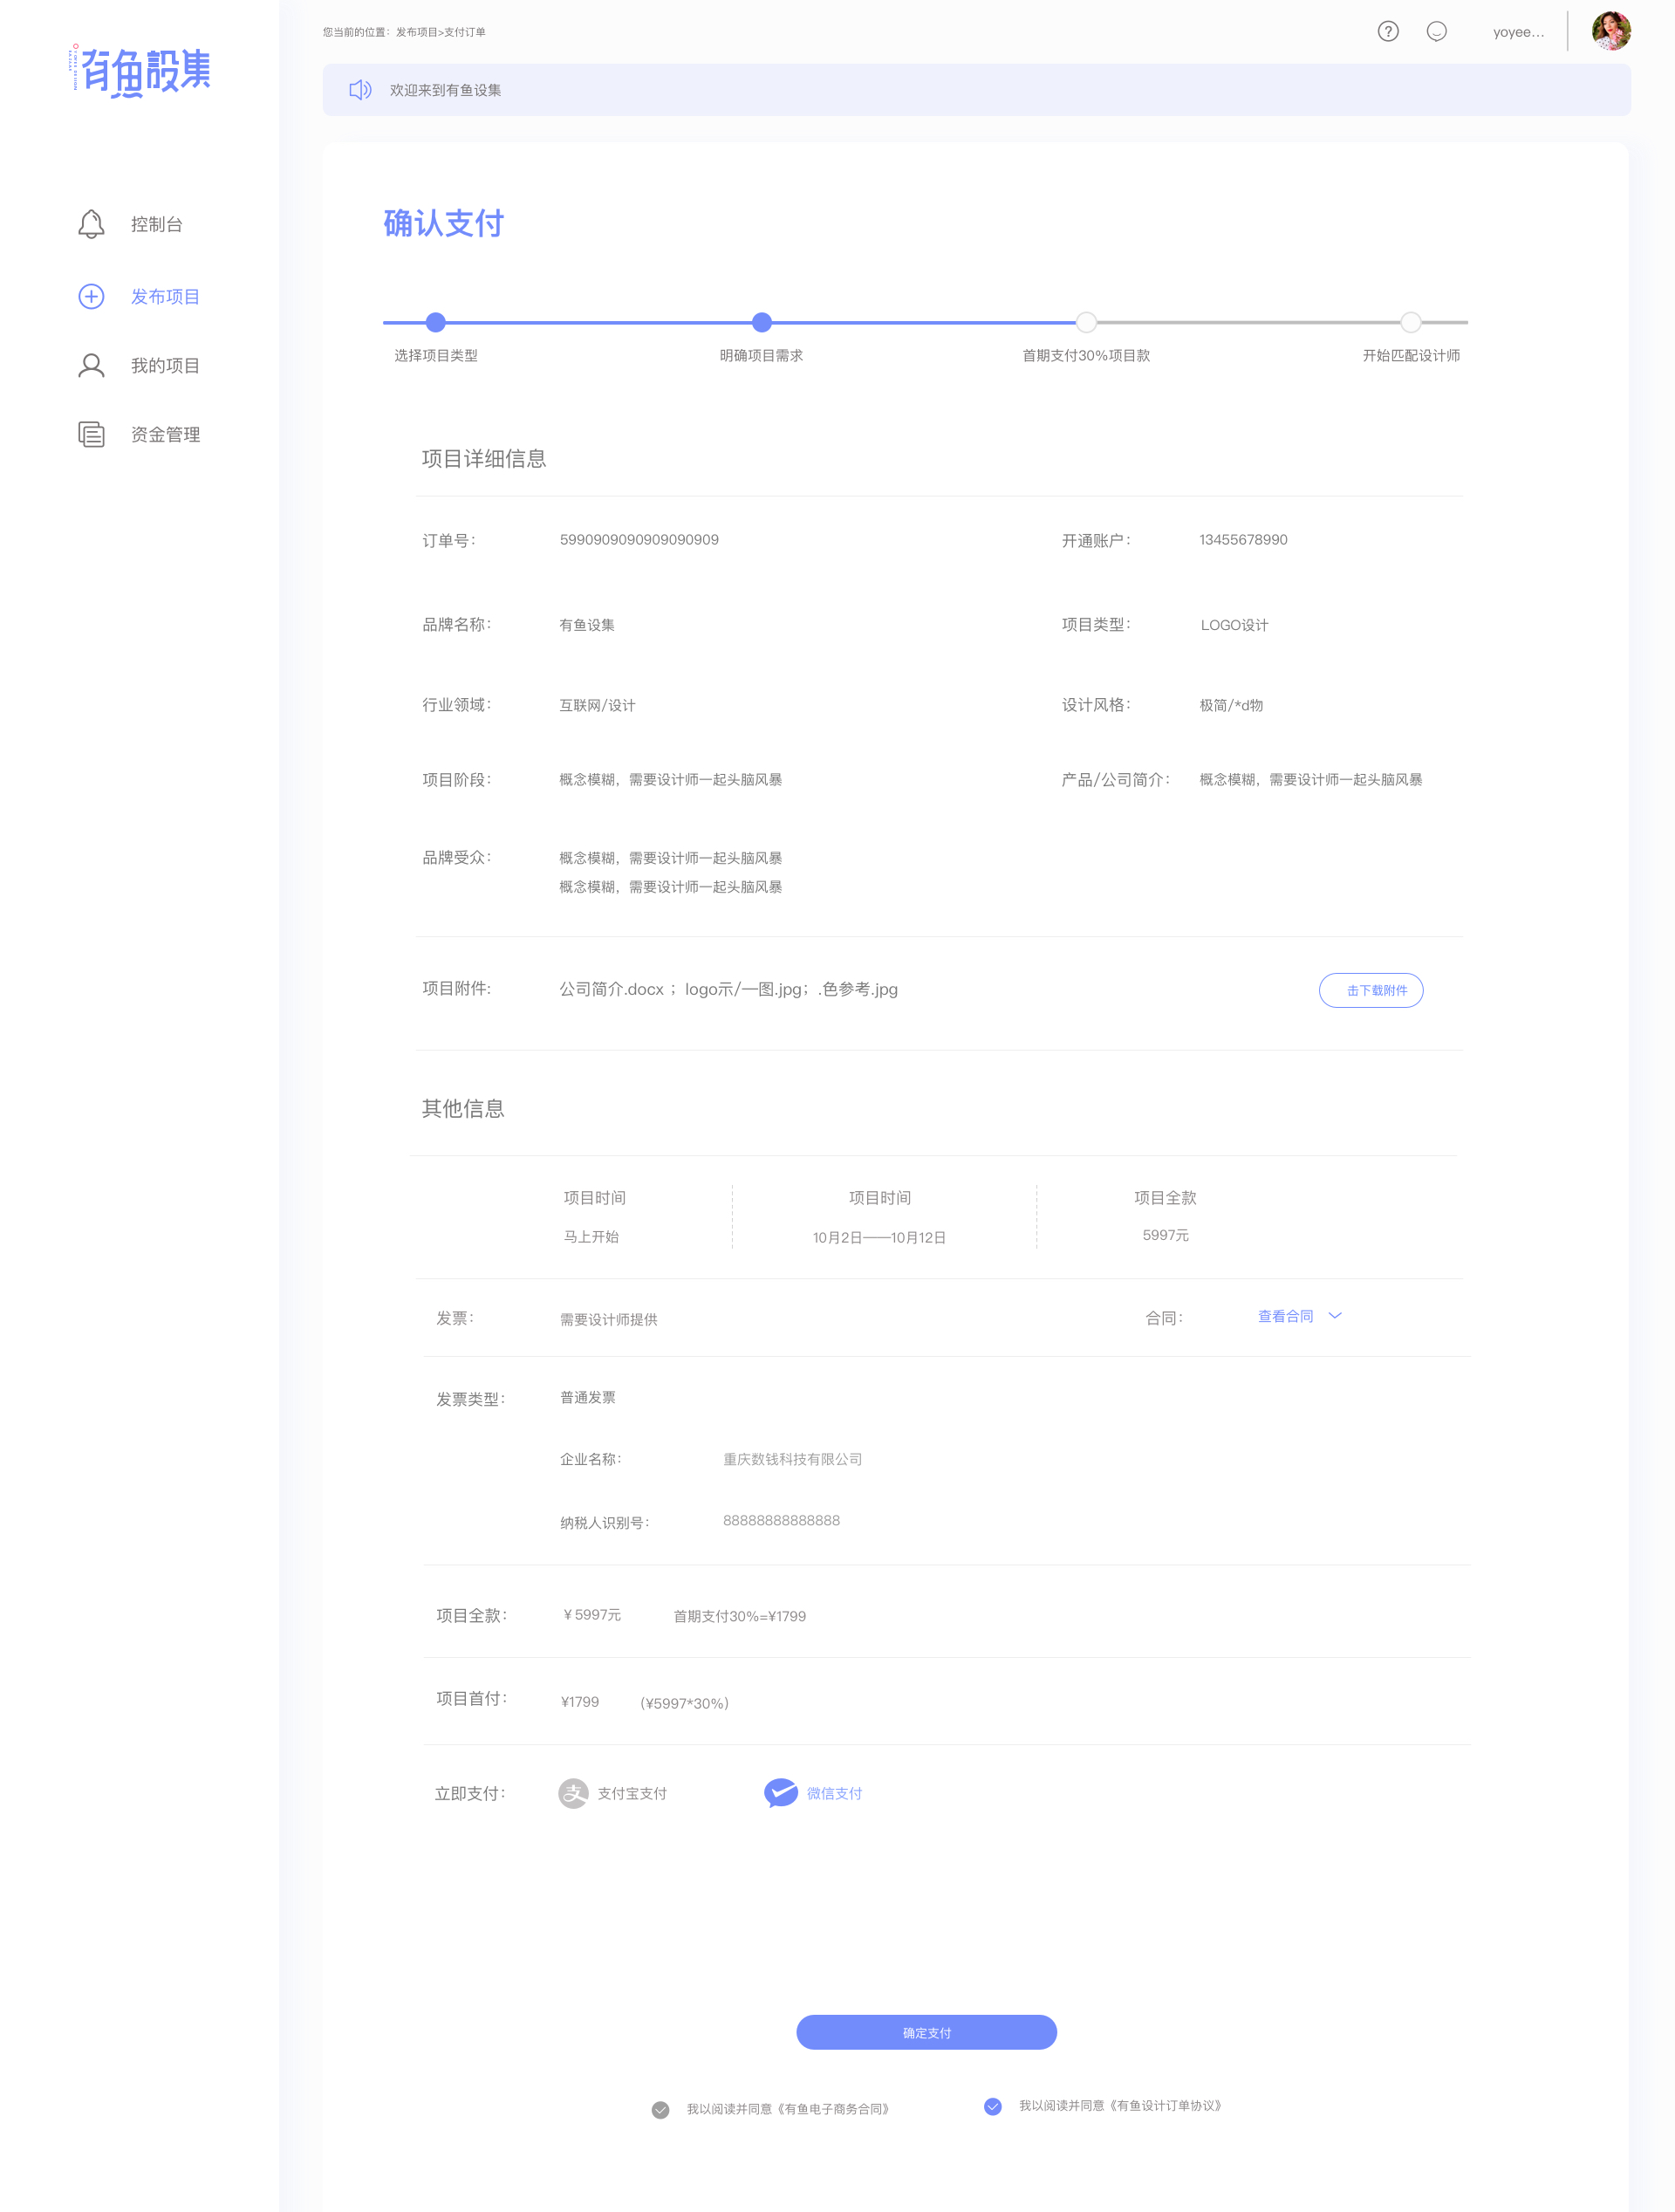 有鱼設集
您当前的位置：发布项目>支付订单
yoyee...
欢迎来到有鱼设集
控制台
发布项目
我的项目
资金管理
确认支付
选择项目类型
明确项目需求
首期支付30%项目款
开始匹配设计师
项目详细信息
订单号： 5990909090909090909 开通账户： 13455678990
品牌名称： 有鱼设集 项目类型： LOGO设计
行业领域： 互联网/设计 设计风格： 极简/*d物
项目阶段： 概念模糊，需要设计师一起头脑风暴 产品/公司简介： 概念模糊，需要设计师一起头脑风暴
品牌受众： 概念模糊，需要设计师一起头脑风暴
概念模糊，需要设计师一起头脑风暴
项目附件: 公司简介.docx ；logo示/一图.jpg；.色参考.jpg 击下载附件
其他信息
项目时间 项目时间 项目全款
马上开始 10月2日——10月12日 5997元
发票： 需要设计师提供 合同： 查看合同
发票类型： 普通发票
企业名称： 重庆数钱科技有限公司
纳税人识别号： 88888888888888
项目全款： ￥5997元 首期支付30%=¥1799
项目首付： ¥1799 (¥5997*30%)
立即支付： 支付宝支付 微信支付
确定支付
我以阅读并同意《有鱼电子商务合同》 我以阅读并同意《有鱼设计订单协议》